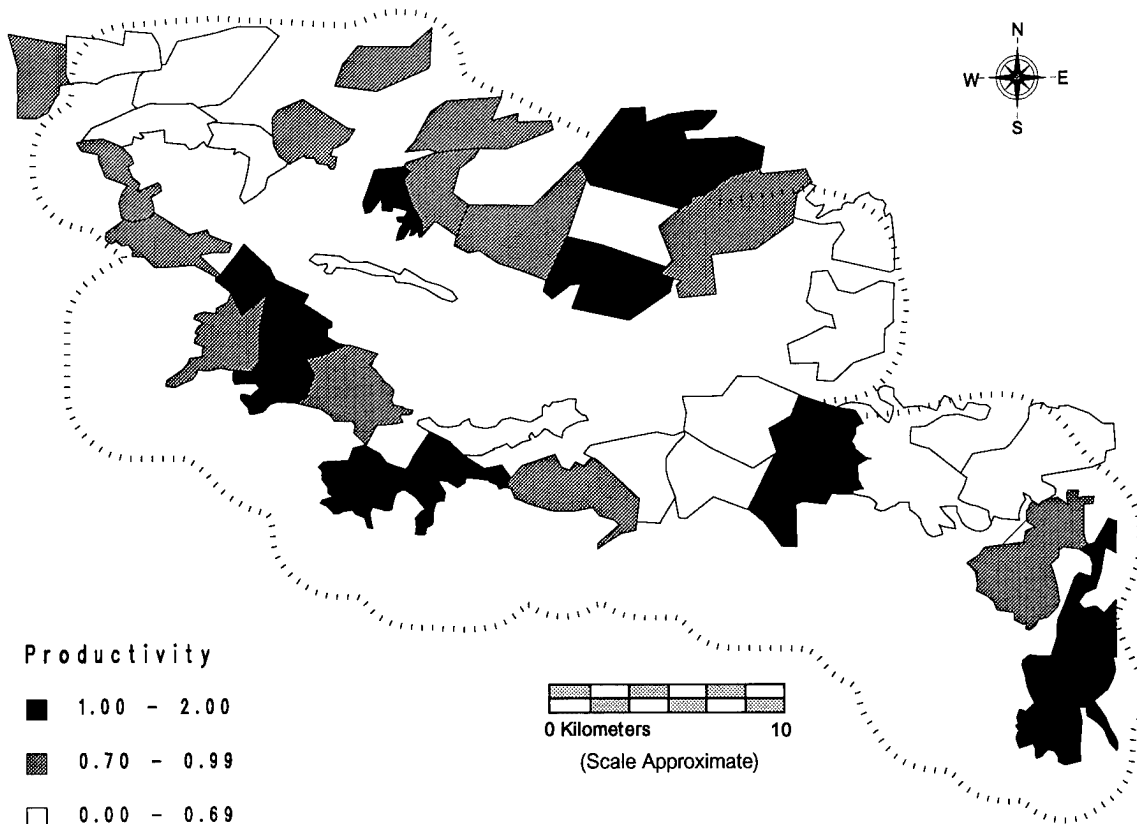 N
W E
S
Productivity
1.00 - 2.00
0.70 - 0.99
0.00 - 0.69
0 Kilometers 10
(Scale Approximate)